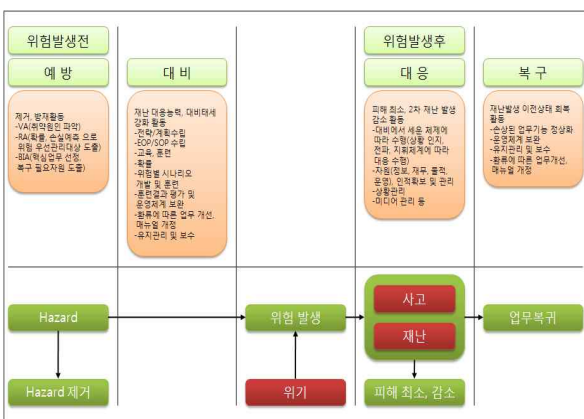 위험발생전
위험발생후
예 방
대 비
대 응
복 구
제거, 방재활동
-VA(취약원인 파악)
-RA(확률, 손실예측 으로
위험 우선관리대상 도출)
-BIA(핵심업무 선정,
복구 필요자원 도출)
재난 대응능력, 대비태세
강화 활동
-전략/계획수립
-EOP/SOP 수립
-교육, 훈련
-확률
-위험별 시나리오
개발 및 훈련
-훈련결과 평가 및
운영체계 보완
-환류에 따른 업무 개선,
매뉴얼 개정
-유지관리 및 보수
피해 최소, 2차 재난 발생
감소 활동
-대비에서 세운 체제에
따라 수행(상황 인지,
전파, 지휘체계에 따라
대응 수행)
-자원(정보, 재무, 물적,
운영), 인적확보 및 관리
-상황관리
-미디어 관리 등
재난발생 이전상태 회복
활동
-손상된 업무기능 정상화
-운영체계 보완
-유지관리 및 보수
-환류에 따른 업무개선,
매뉴얼 개정
Hazard
위험 발생
사고
재난
업무복귀
Hazard 제거
위기
피해 최소, 감소